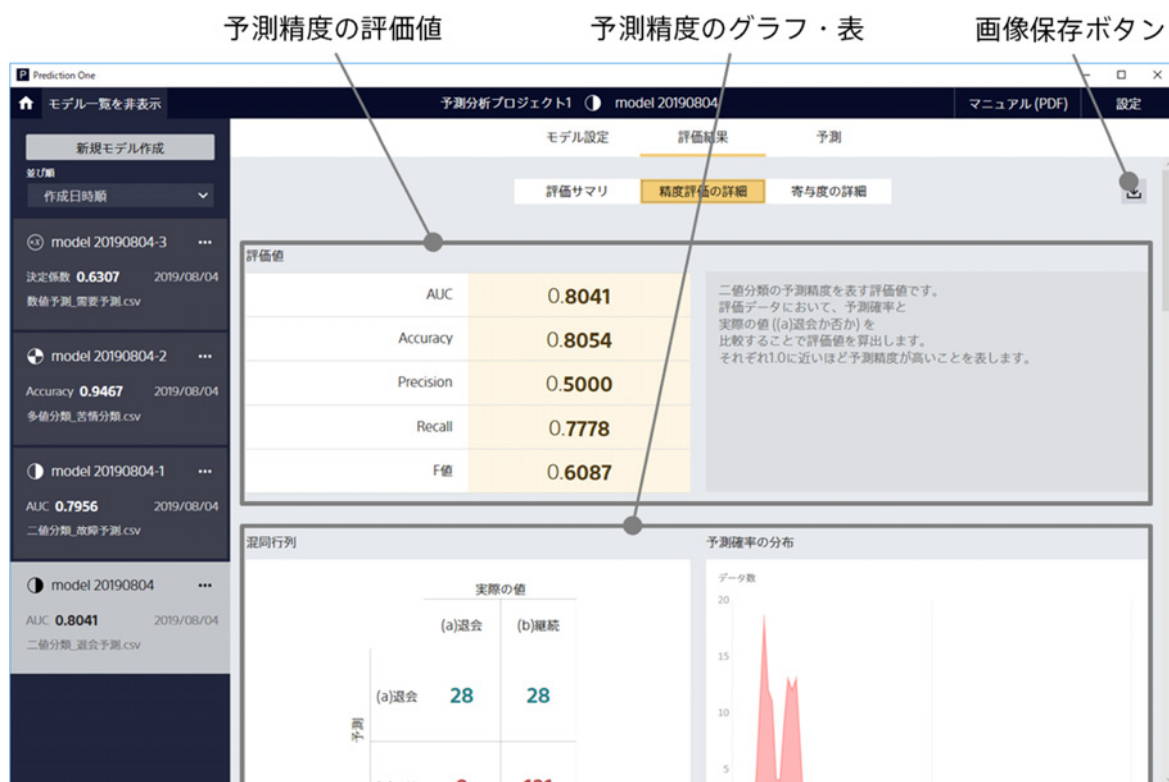 予測精度の評価値
予測精度のグラフ・表
画像保存ボタン
P Prediction One
モデル一覧を非表示
予測分析プロジェクト1 model 20190804
マニュアル (PDF)
設定
新規モデル作成
並び順
作成日時順
model 20190804-3
決定係数 0.6307 2019/08/04
数値予測_需要予測.csv
model 20190804-2
Accuracy 0.9467 2019/08/04
多値分類_苦情分類.csv
model 20190804-1
AUC 0.7956 2019/08/04
二値分類_故障予測.csv
model 20190804
AUC 0.8041 2019/08/04
二値分類_退会予測.csv
モデル設定 評価結果 予測
評価サマリ 精度評価の詳細 寄与度の詳細
評価値
AUC 0.8041
Accuracy 0.8054
Precision 0.5000
Recall 0.7778
F値 0.6087
二値分類の予測精度を表す評価値です。
評価データにおいて、予測確率と
実際の値 ((a)退会か否か) を
比較することで評価値を算出します。
それぞれ1.0に近いほど予測精度が高いことを表します。
混同行列
実際の値
(a)退会 (b)継続
予測
(a)退会 28 28
予測確率の分布
データ数
20
15
10
5